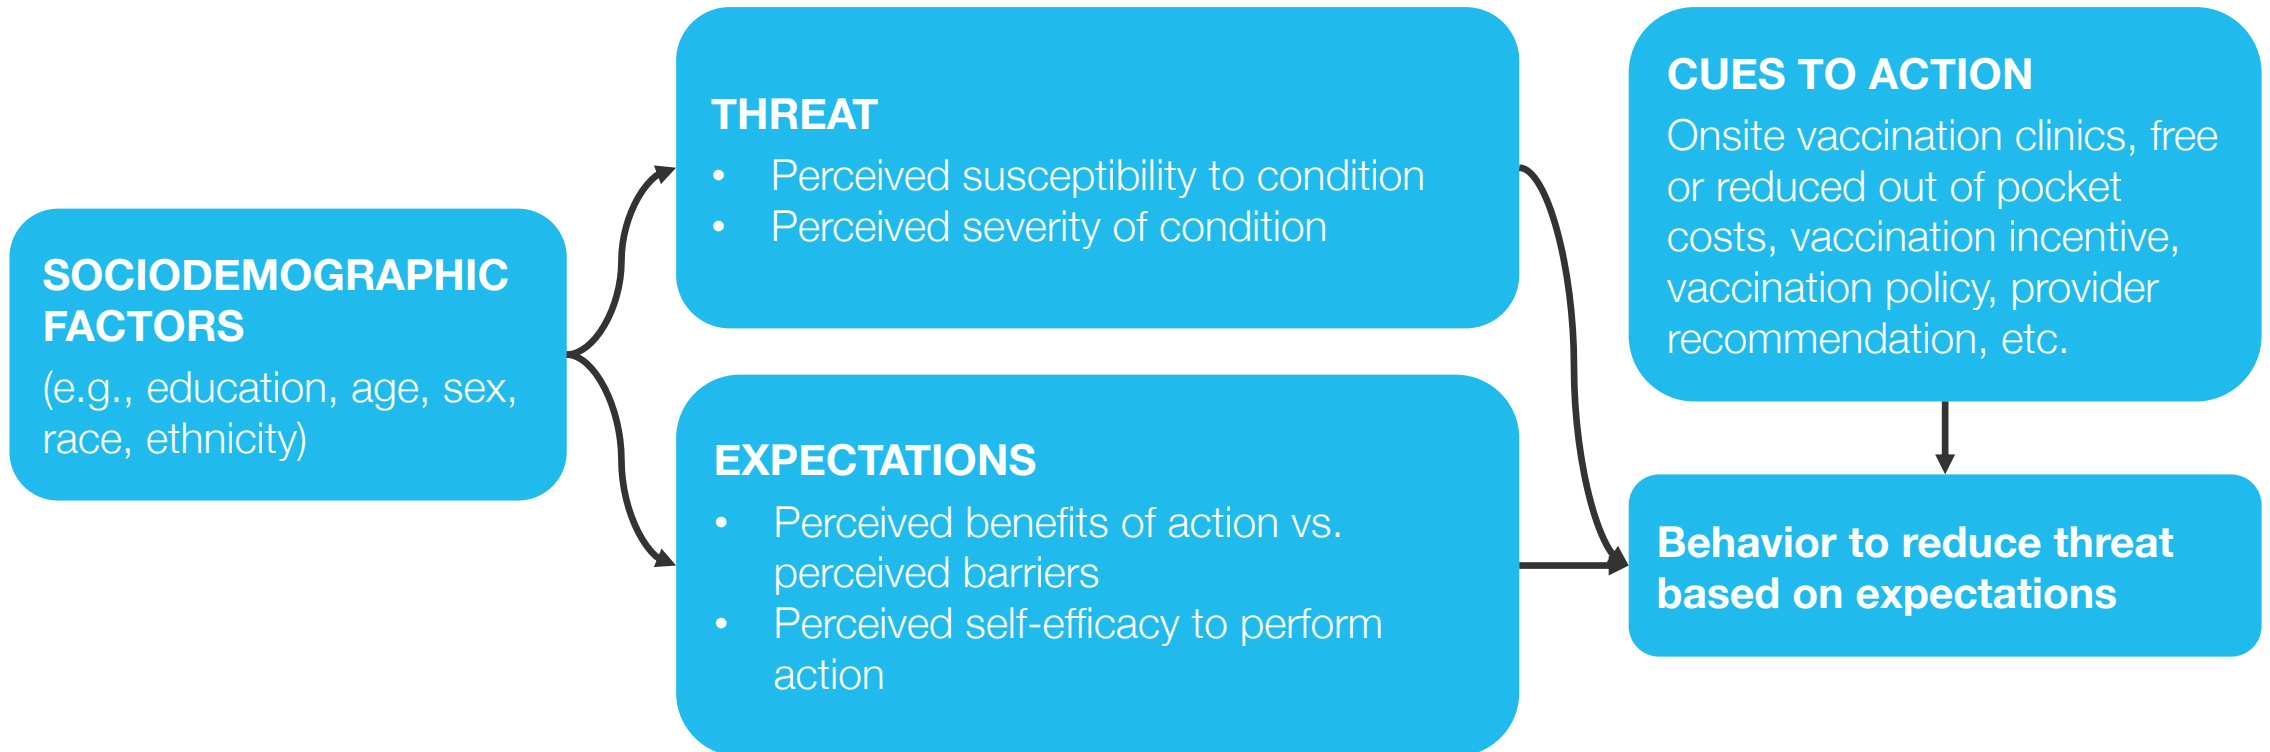 SOCIODEMOGRAPHIC
FACTORS
(e.g., education, age, sex,
race, ethnicity)
THREAT
• Perceived susceptibility to condition
• Perceived severity of condition
EXPECTATIONS
• Perceived benefits of action vs.
perceived barriers
• Perceived self-efficacy to perform
action
CUES TO ACTION
Onsite vaccination clinics, free
or reduced out of pocket
costs, vaccination incentive,
vaccination policy, provider
recommendation, etc.
Behavior to reduce threat
based on expectations